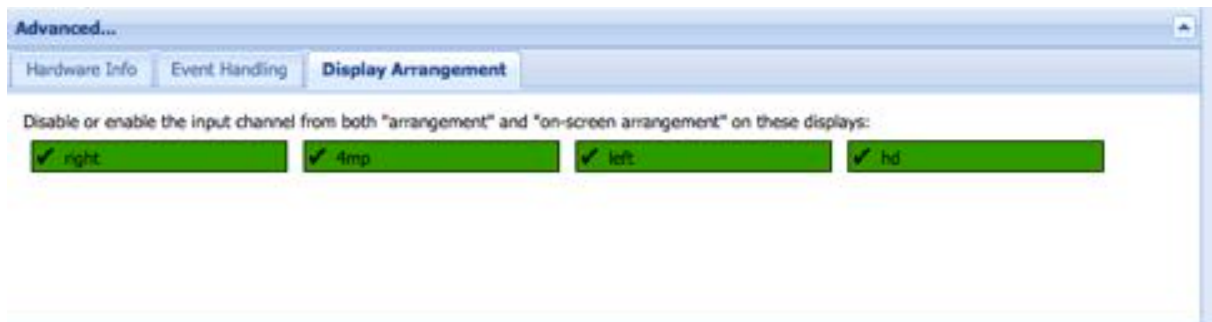 Advanced...
Hardware Info Event Handling Display Arrangement
Disable or enable the input channel from both "arrangement" and "on-screen arrangement" on these displays:
right 4mp left hd